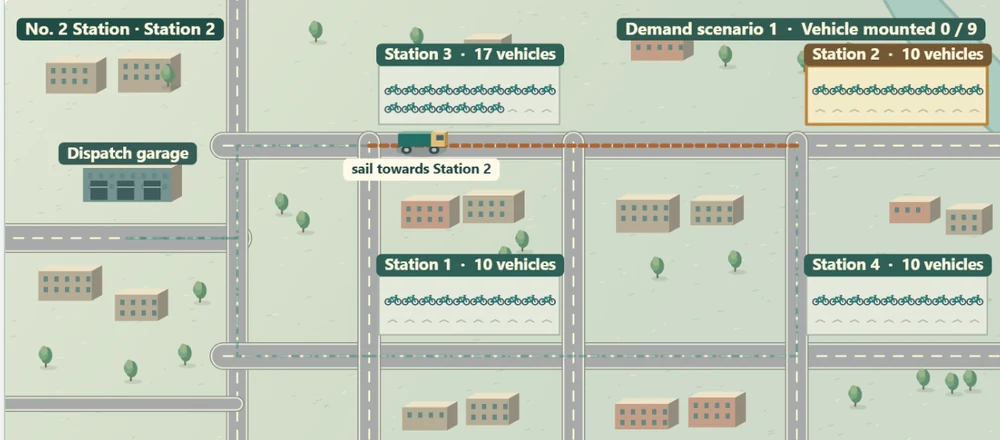 No. 2 Station · Station 2
Demand scenario 1 · Vehicle mounted 0 / 9
Station 3 · 17 vehicles
Station 2 · 10 vehicles
Dispatch garage
sail towards Station 2
Station 1 · 10 vehicles
Station 4 · 10 vehicles